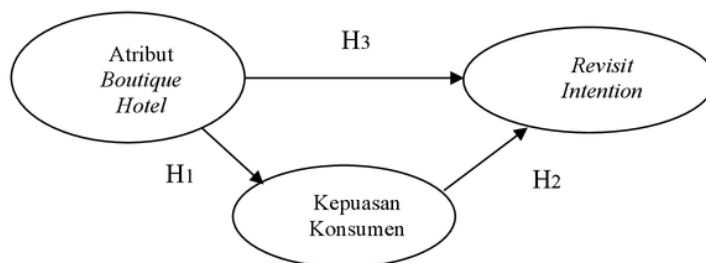 Atribut
Boutique
Hotel
H3
Revisit
Intention
H1
Kepuasan
Konsumen
H2